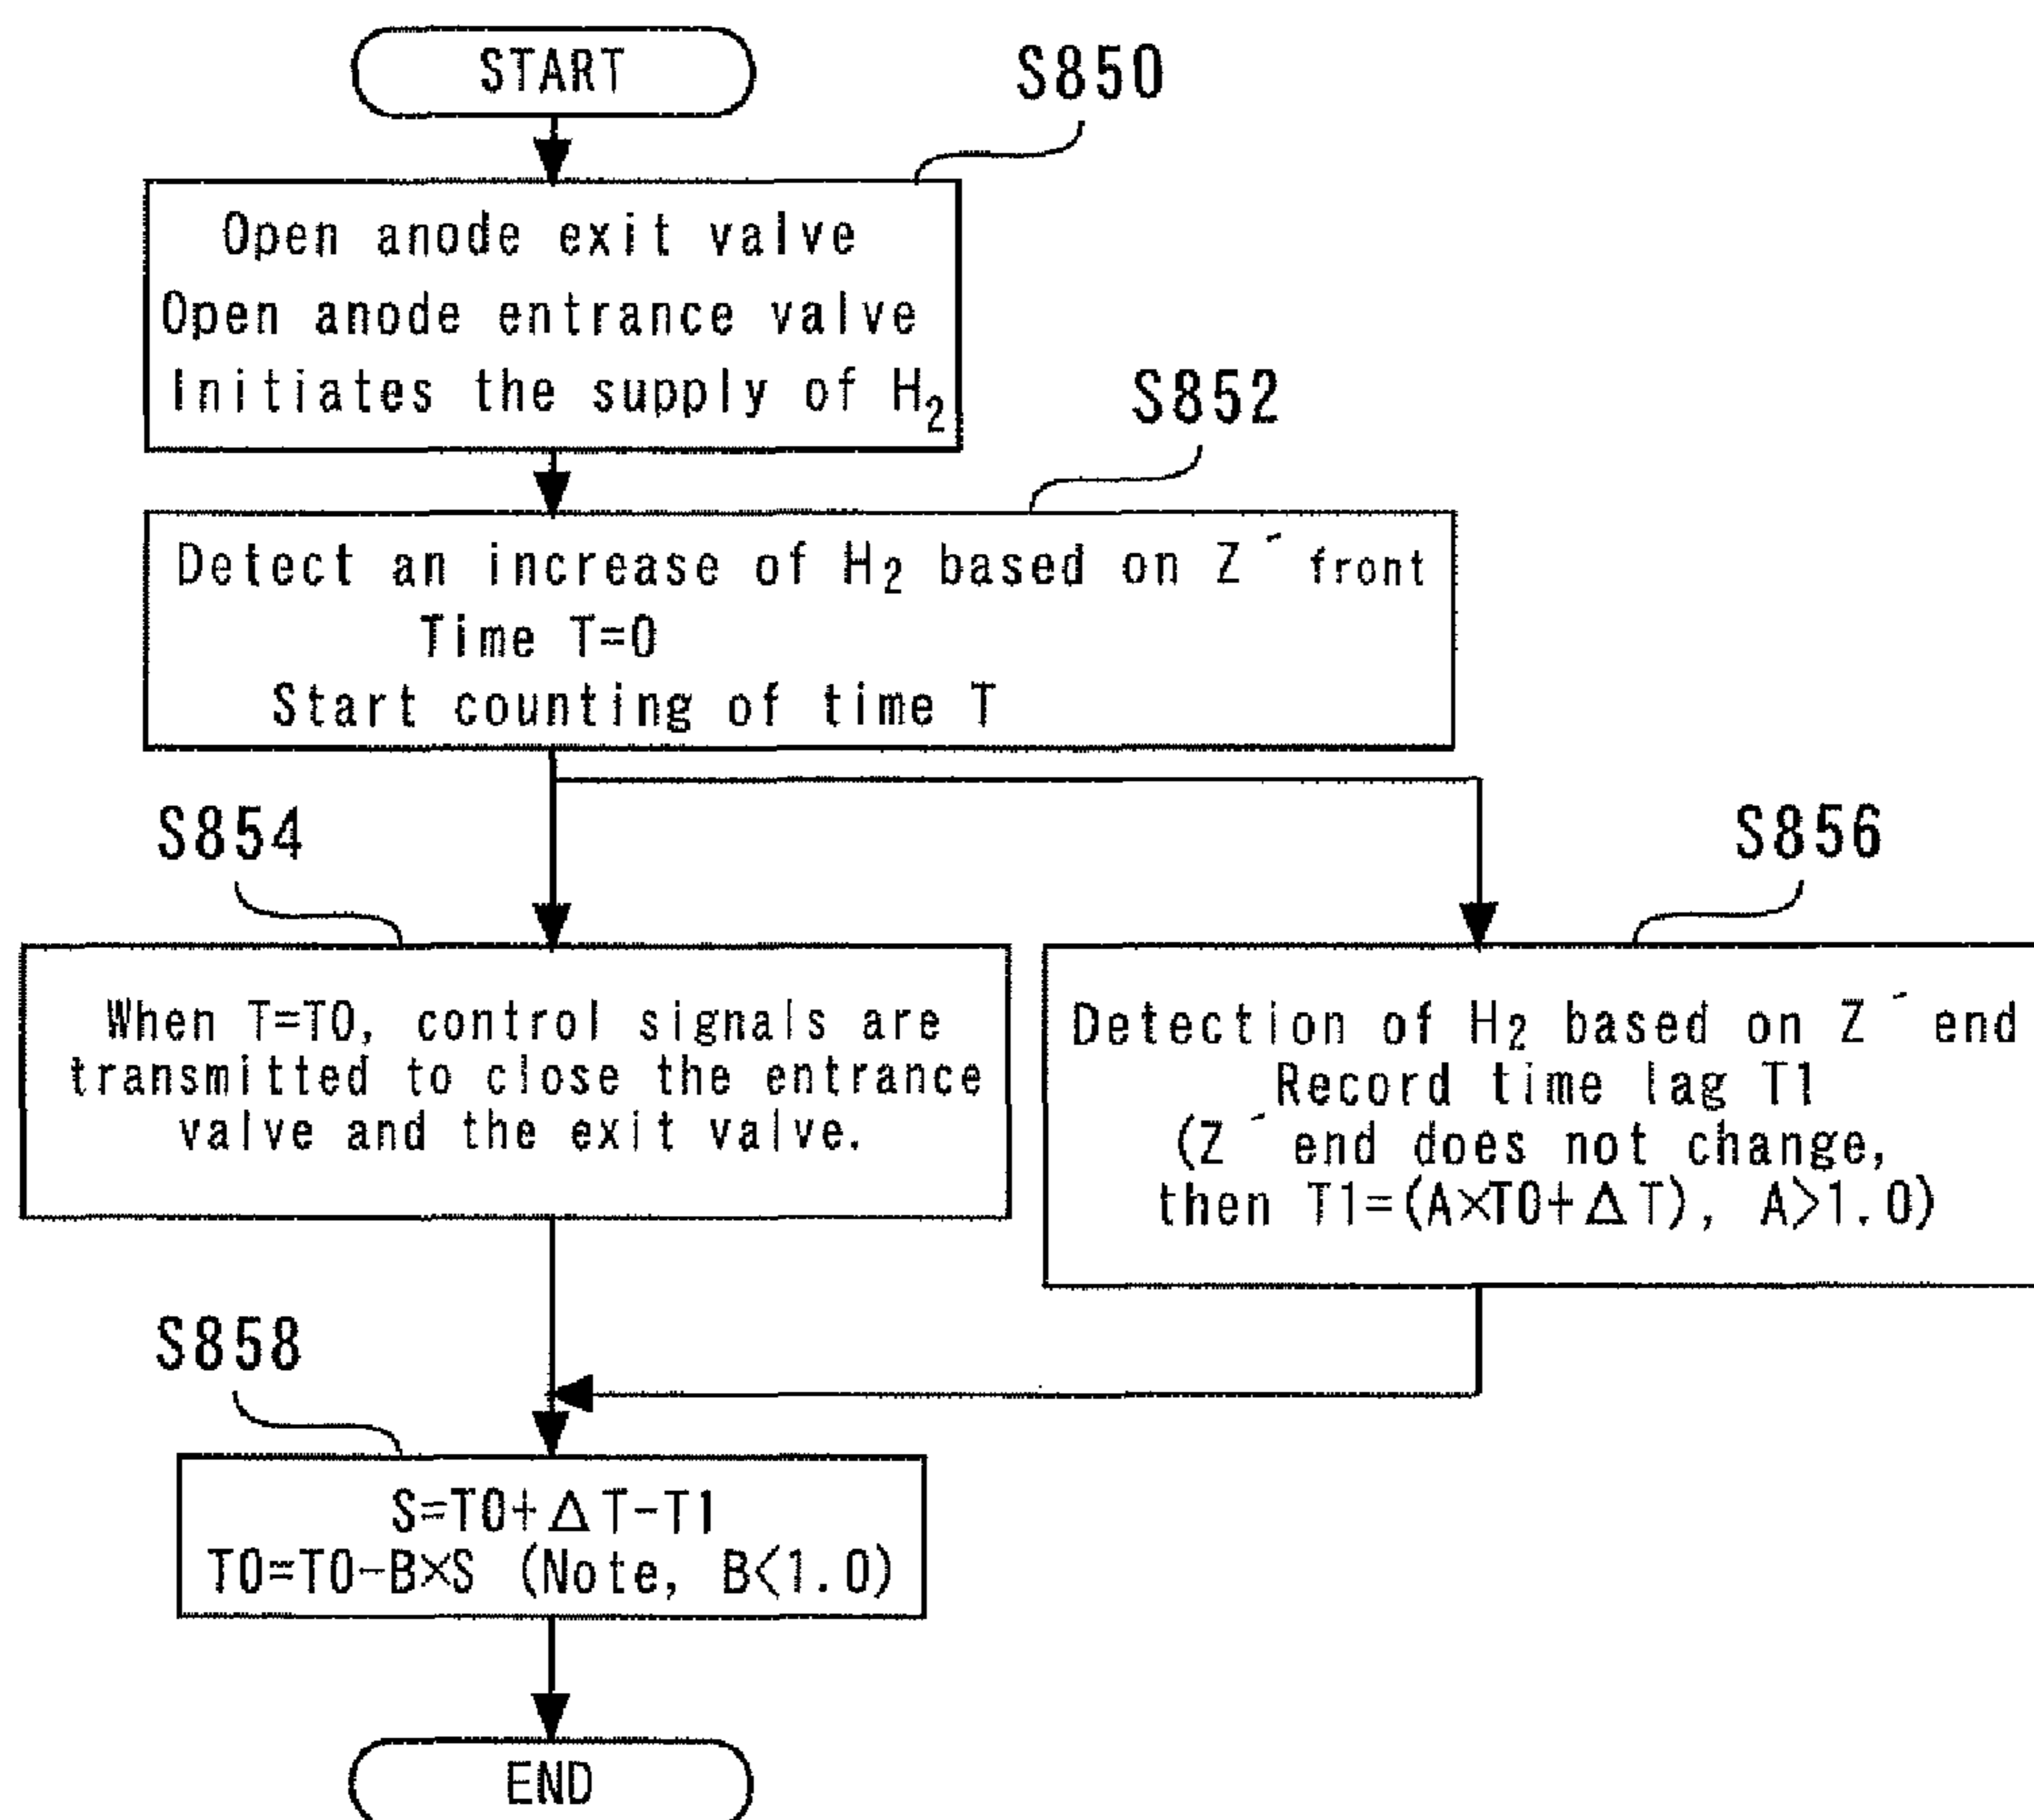 START
S850
Open anode exit valve
Open anode entrance valve
Initiates the supply of H₂
S852
Detect an increase of H₂ based on Z´ front
Time T=0
Start counting of time T
S854
S856
When T=T0, control signals are
transmitted to close the entrance
valve and the exit valve.
Detection of H₂ based on Z´ end
Record time lag T1
(Z´ end does not change,
then T1=(A×T0+ΔT), A>1.0)
S858
S=T0+ΔT-T1
T0=T0-B×S (Note, B<1.0)
END